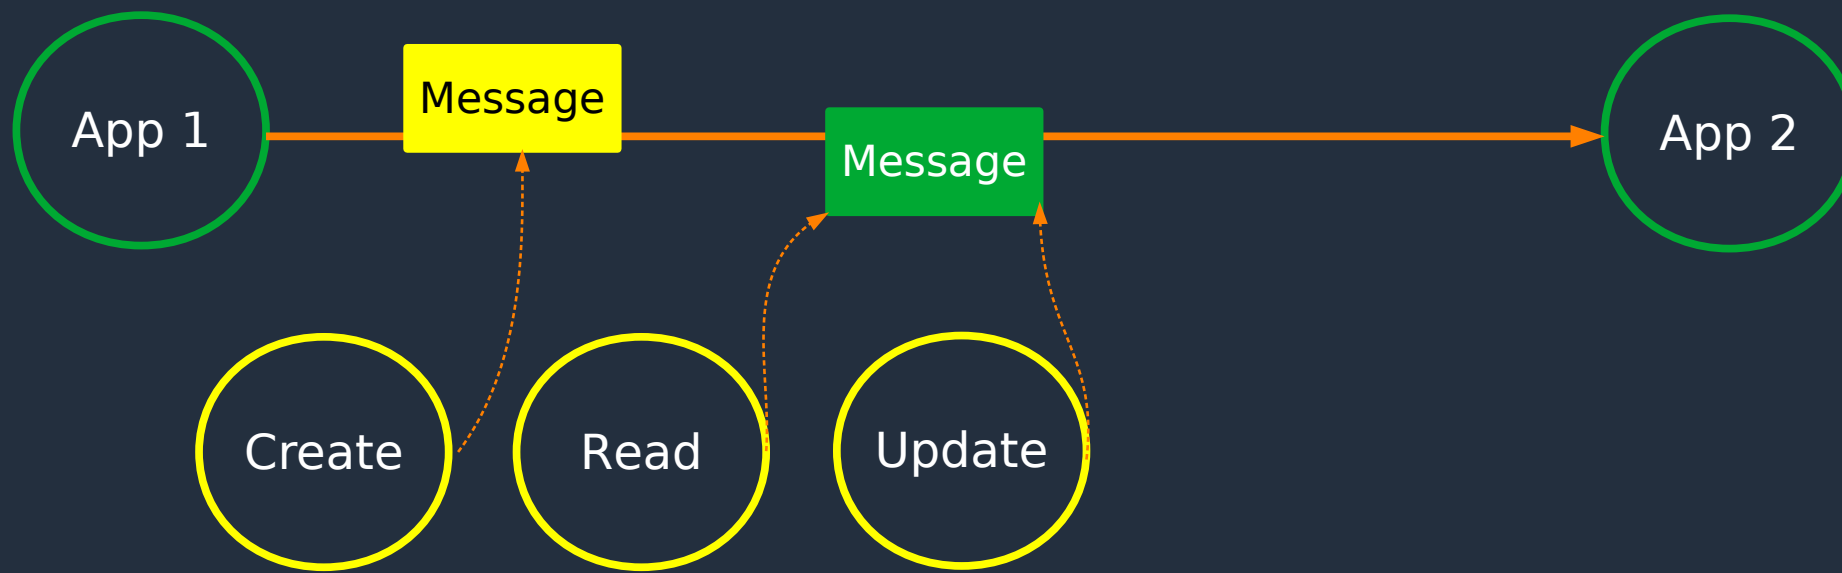 App 1
Message
Message
App 2
Create
Read
Update